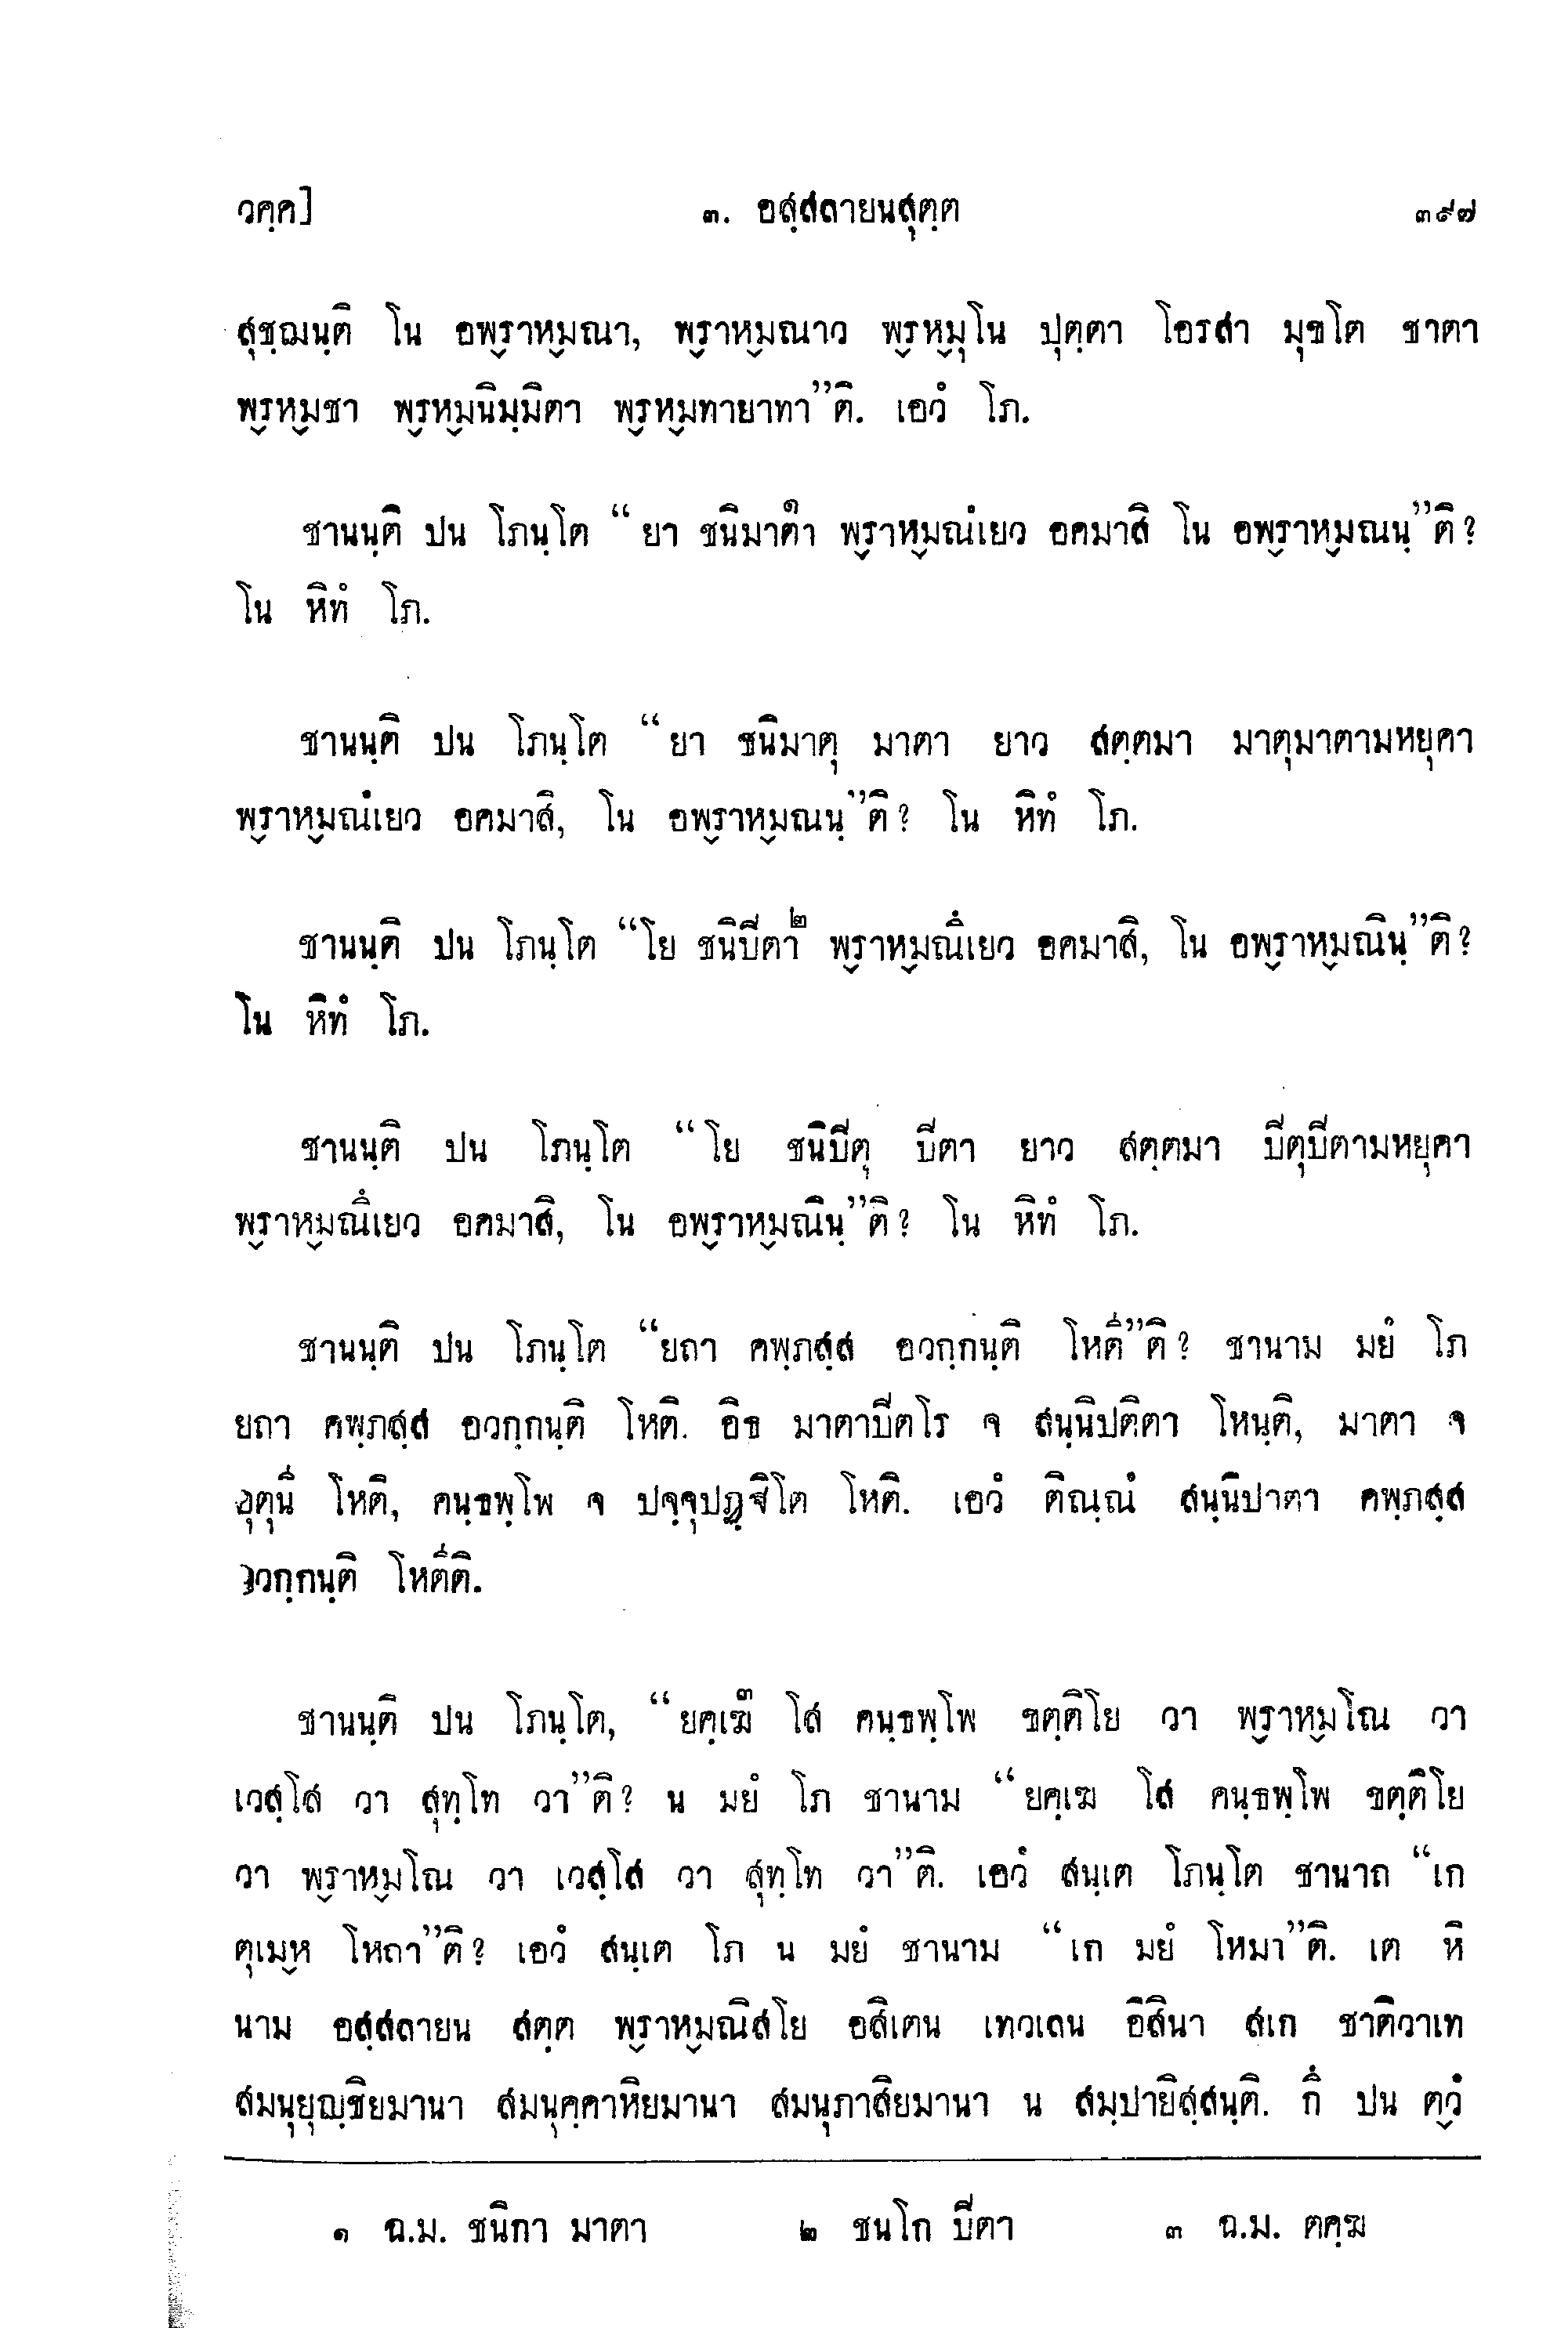 วคฺค]	๓. อสฺสลายนสุตฺต	๓๙๗
สุชฺฌนฺติ โน อพฺราหฺมณา, พฺราหฺมณาว พฺรหฺมุโน ปุตฺตา โอรสา มุขโต ชาตา
พฺรหฺมชา พฺรหฺมนิมฺมิตา พฺรหฺมทายาทา”ติ. เอวํ โภ.
ชานนฺติ ปน โภนฺโต “ ยา ชนิมาตา๑ พฺราหฺมณํเยว อคมาสิ โน อพฺราหฺมณนฺ”ติ?
โน หิทํ โภ.
ชานนฺติ ปน โภนฺโต “ยา ชนิมาตุ มาตา ยาว สตฺตมา มาตุมาตามหยุคา
พฺราหฺมณํเยว อคมาสิ, โน อพฺราหฺมณนฺ”ติ? โน หิทํ โภ.
ชานนฺติ ปน โภนฺโต “โย ชนิปีตา๒ พฺราหฺมณึเยว อคมาสิ, โน อพฺราหฺมณินฺ”ติ?
โน หิทํ โภ.
ชานนฺติ ปน โภนฺโต “โย ชนิปีตุ ปีตา ยาว สตฺตมา ปีตุปีตามหยุคา
พฺราหฺมณึเยว อคมาสิ, โน อพฺราหฺมณินฺ”ติ? โน หิทํ โภ.
ชานนฺติ ปน โภนฺโต “ยถา คพฺภสฺส อวกฺกนฺติ โหตี”ติ? ชานาม มยํ โภ
ยถา คพฺภสฺส อวกฺกนฺติ โหติ. อิธ มาตาปีตโร จ สนฺนิปติตา โหนฺติ, มาตา จ
อุตุนี โหติ, คนฺธพฺโพ จ ปจฺจุปฏฺฐิโต โหติ. เอวํ ติณฺณํ สนฺนิปาตา คพฺภสฺส
อวกฺกนฺติ โหตีติ.
ชานนฺติ ปน โภนฺโต, “ยคฺเฆ๓ โส คนฺธพฺโพ ขตฺติโย วา พฺราหฺมโณ วา
เวสฺโส วา สุทฺโท วา”ติ? น มยํ โภ ชานาม “ยคฺเฆ โส คนฺธพฺโพ ขตฺติโย
วา พฺราหฺมโณ วา เวสฺโส วา สุทฺโท วา”ติ. เอวํ สนฺเต โภนฺโต ชานาถ “เก
ตุเมฺห โหถา”ติ? เอวํ สนฺเต โภ น มยํ ชานาม “เก มยํ โหมา”ติ. เต หิ
นาม อสฺสลายน สตฺต พฺราหฺมณิสโย อสิเตน เทวเลน อิสินา สเก ชาติวาเท
สมนุยุญฺชิยมานา สมนุคฺคาหิยมานา สมนุภาสิยมานา น สมฺปายิสฺสนฺติ. กึ ปน ตฺวํ
๑ ฉ.ม. ชนิกา มาตา	๒ ชนโก ปีตา	๓ ฉ.ม. ตคฺฆ